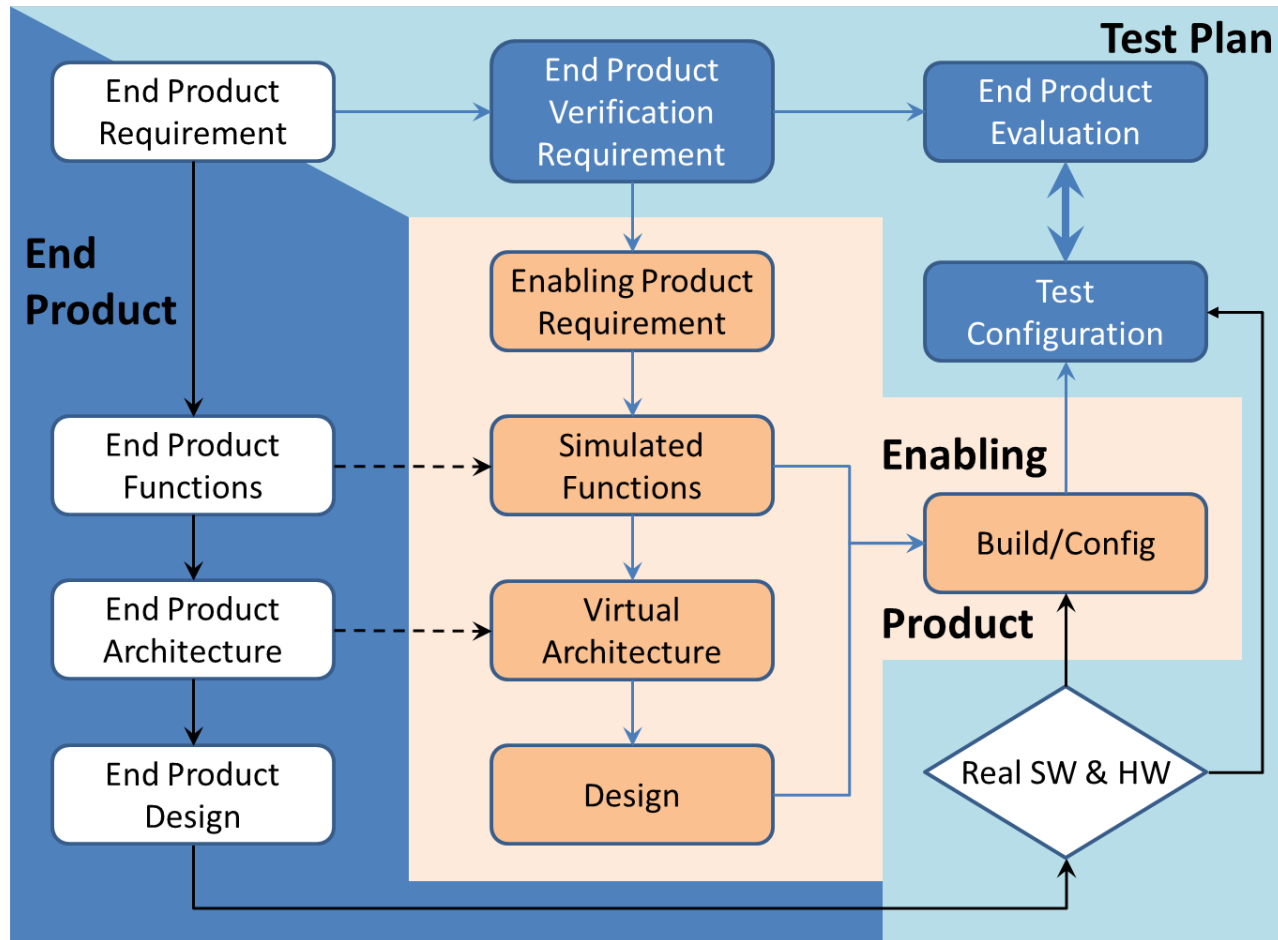 Test Plan
End Product
Requirement
End Product
Verification
Requirement
End Product
Evaluation
End
Product
Enabling Product
Requirement
Test
Configuration
End Product
Functions
Simulated
Functions
Enabling
Build/Config
Product
End Product
Architecture
Virtual
Architecture
End Product
Design
Design
Real SW & HW